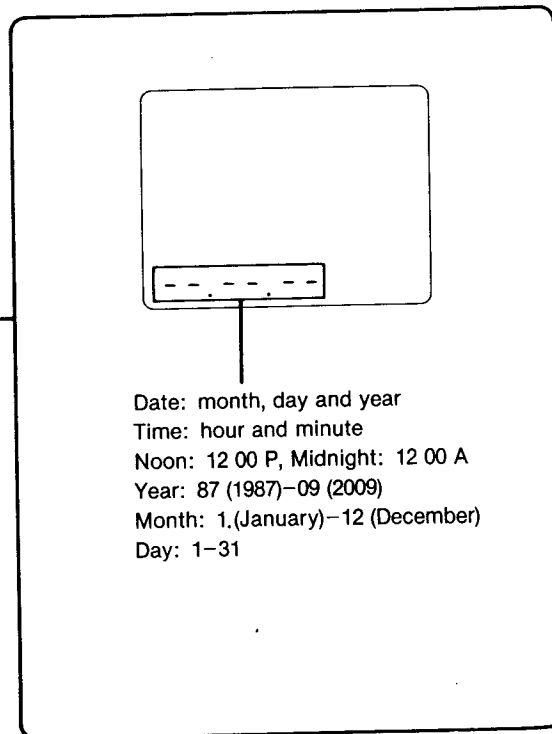 -- . -- . --
Date: month, day and year
Time: hour and minute
Noon: 12 00 P, Midnight: 12 00 A
Year: 87 (1987)–09 (2009)
Month: 1.(January)–12 (December)
Day: 1–31